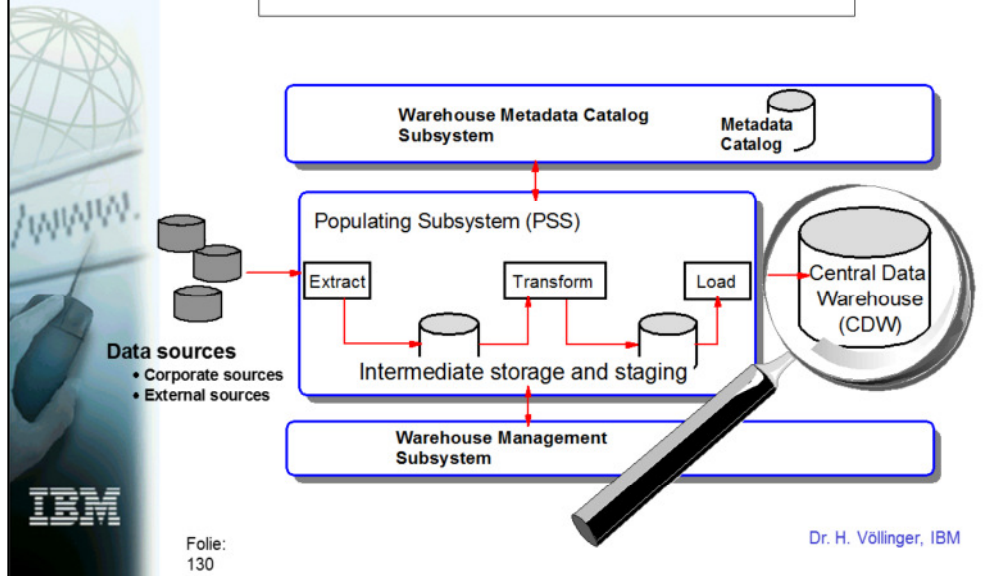 Warehouse Metadata Catalog
Subsystem
Metadata
Catalog
Populating Subsystem (PSS)
Extract
Transform
Load
Central Data
Warehouse
(CDW)
Intermediate storage and staging
Data sources
• Corporate sources
• External sources
Warehouse Management
Subsystem
IBM
Folie:
130
Dr. H. Völlinger, IBM